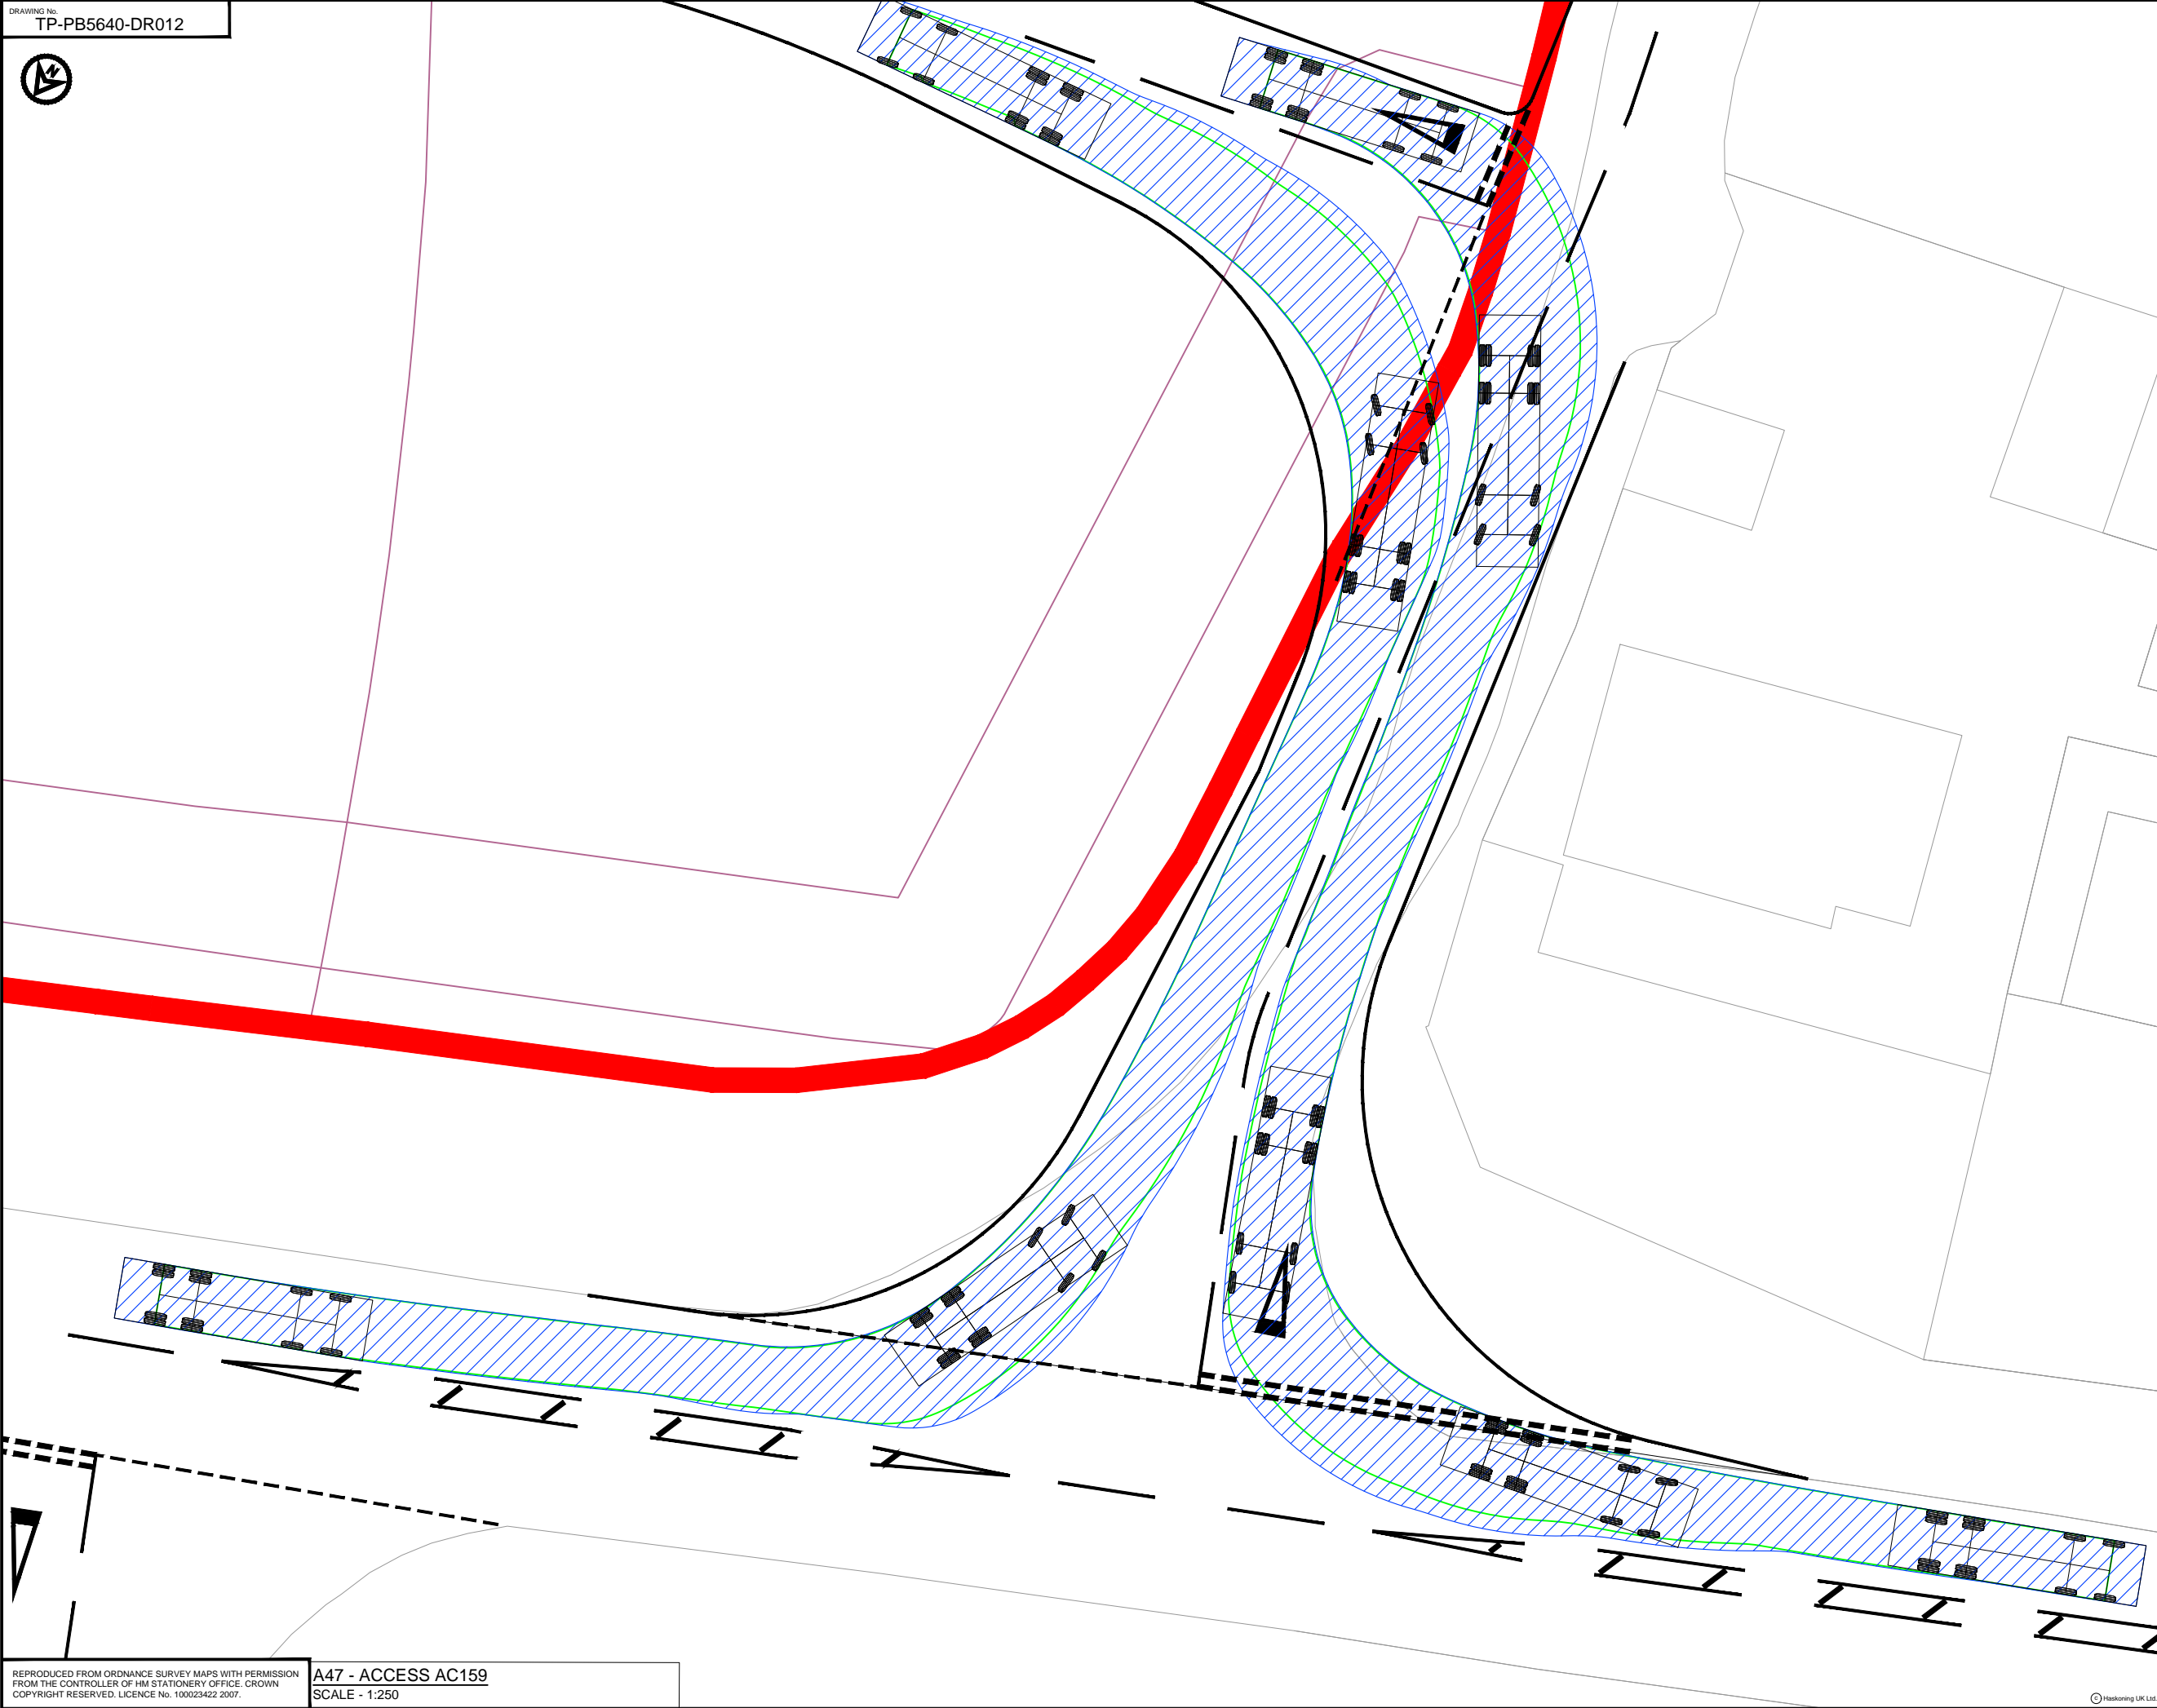 DRAWING No.
TP-PB5640-DR012
N
REPRODUCED FROM ORDNANCE SURVEY MAPS WITH PERMISSION
FROM THE CONTROLLER OF HM STATIONERY OFFICE. CROWN
COPYRIGHT RESERVED. LICENCE No. 100023422 2007.
A47 - ACCESS AC159
SCALE - 1:250
© Haskoning UK Ltd.